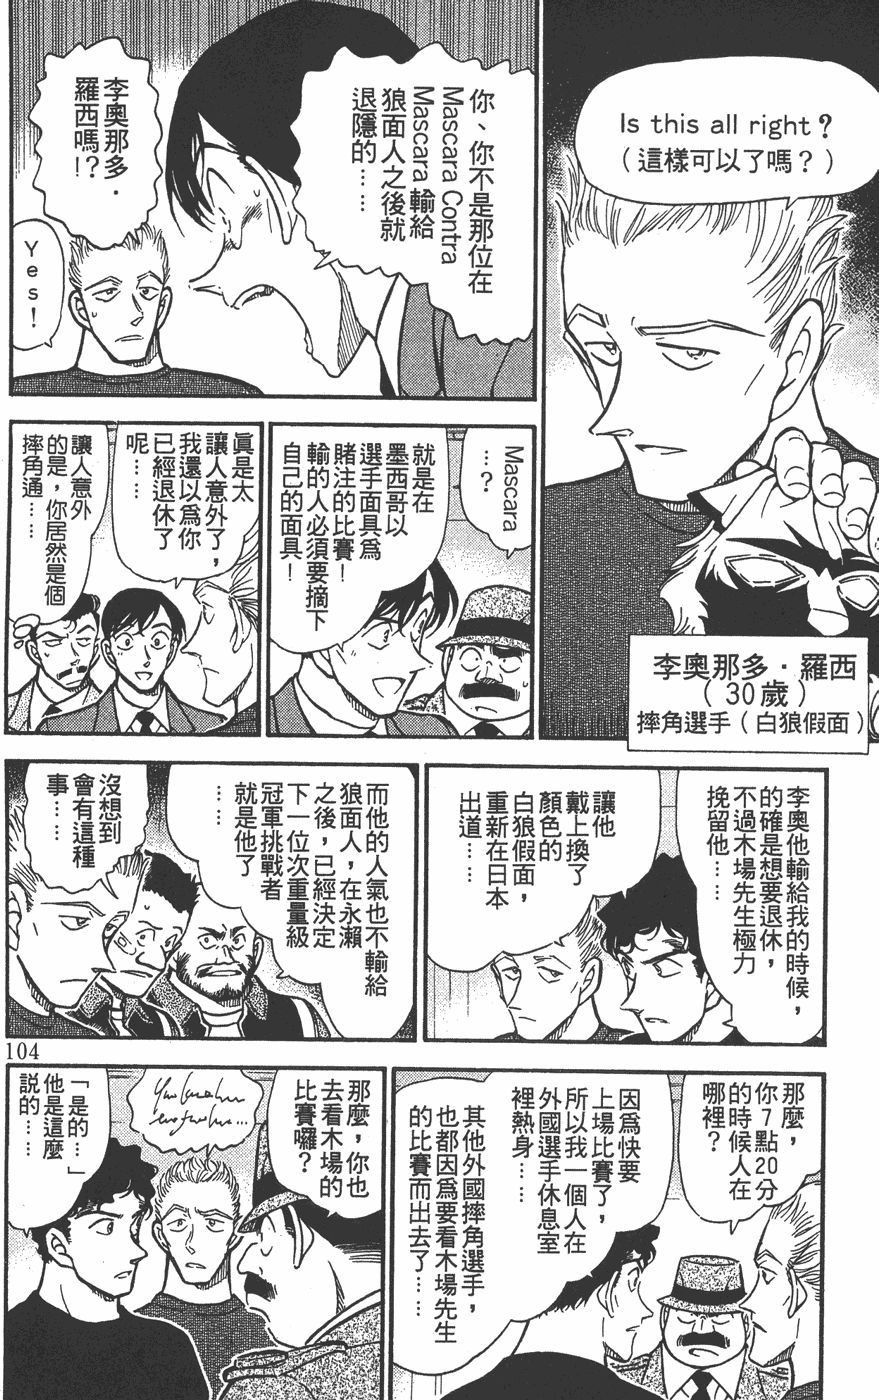 Is this all right?
(這樣可以了嗎?)
李奧那多·羅西
(30歲)
摔角選手(白狼假面)
你、你不是那位在
Mascara Contra
Mascara 輸給
狼面人之後就
退隱的……
李奧那多·
羅西嗎!?
Yes!
Mascara
…?
就是在
墨西哥以
選手面具為
賭注的比賽!
輸的人必須要摘下
自己的面具!
眞是太
讓人意外了,
我還以為你
已經退休了
呢……
讓人意外
的是,你居然是個
摔角通……
李奧他輸給我的時候,
的確是想要退休,
不過木場先生極力
挽留他……
讓他
戴上換了
顏色的
白狼假面,
重新在日本
出道……
而他的人氣也不輸給
狼面人,在永瀨
之後,已經決定
下一位次重量級
冠軍挑戰者
就是他了
……
沒想到
會有這種
事……
104
那麼,
你7點20分
的時候人在
哪裡?
因為快要
上場比賽了,
所以我一個人在
外國選手休息室
裡熱身……
其他外國摔角選手,
也都因為要看木場先生
的比賽而出去了……
那麼,你也
去看木場的
比賽囉?
「是的…」
他是這麼
説的……